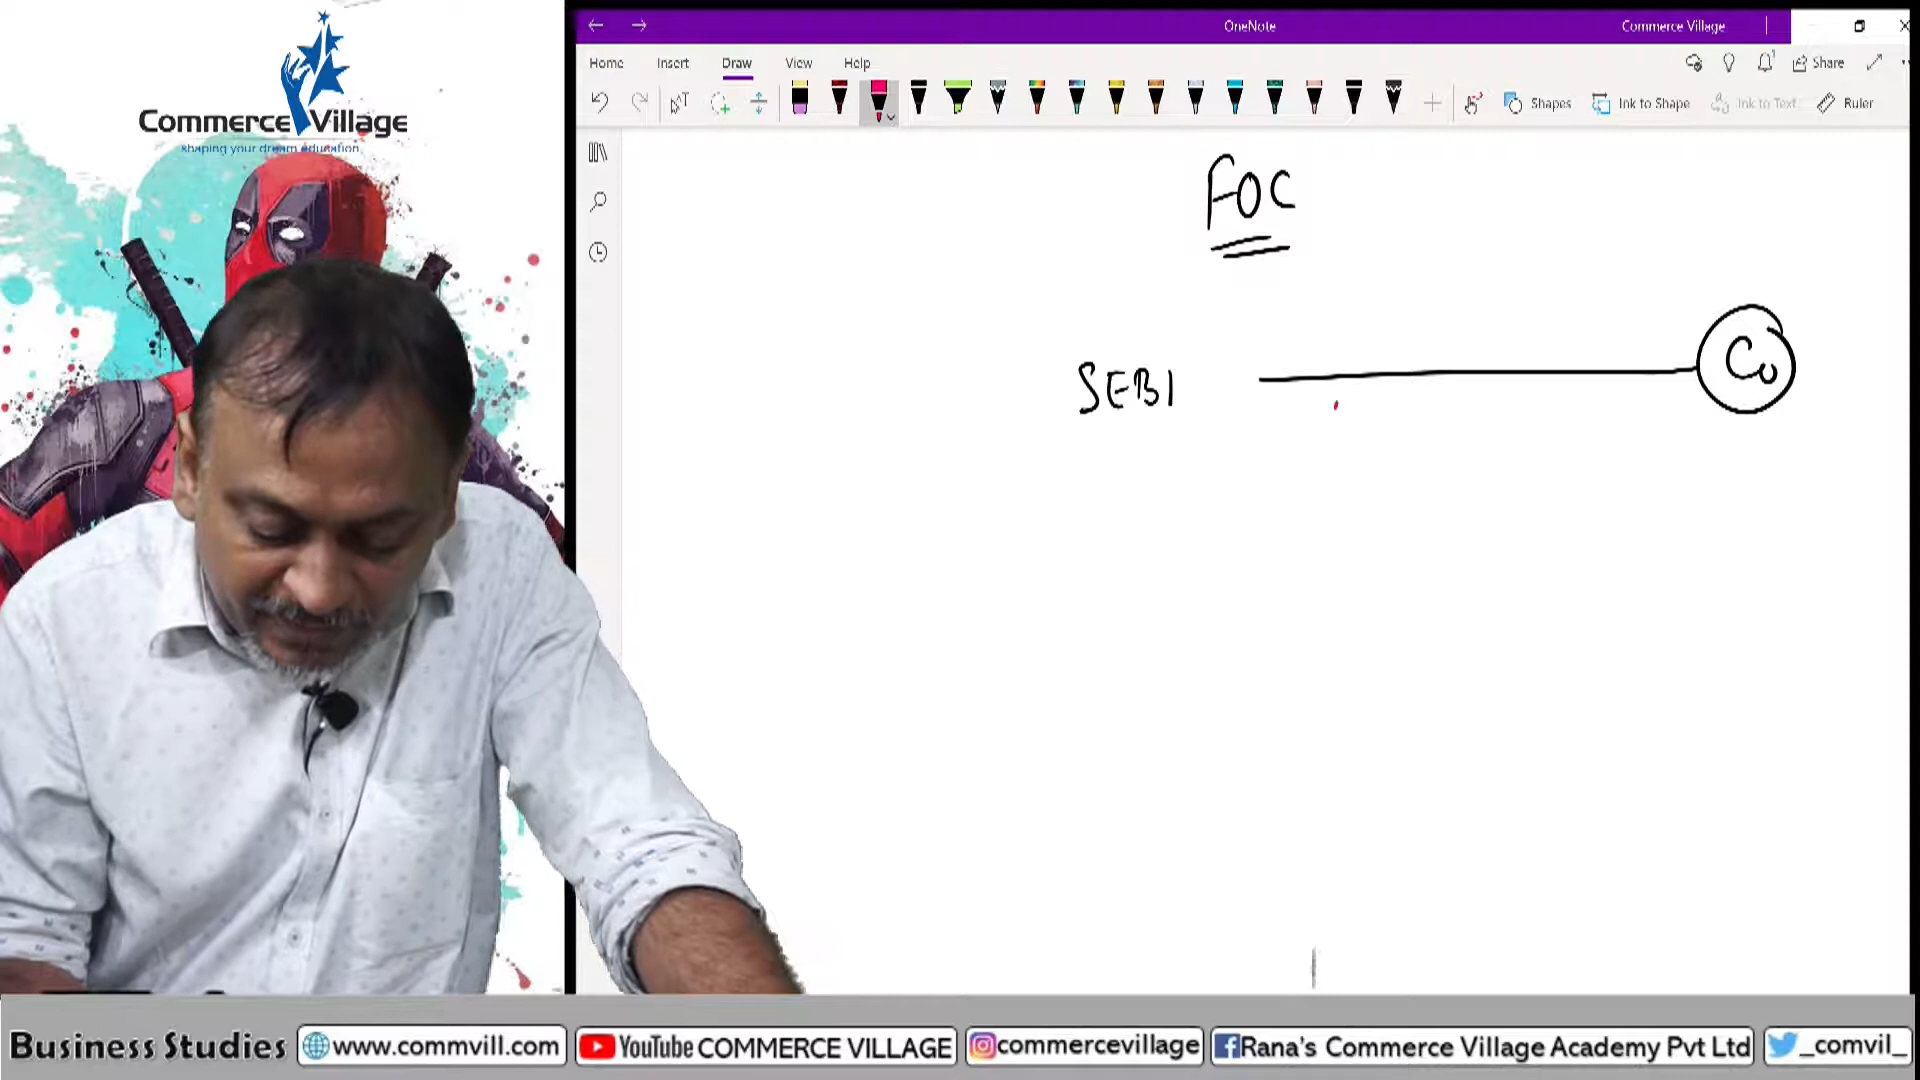 Commerce Village
shaping your dream education
OneNote
Commerce Village
Home Insert Draw View Help
Share
Shapes Ink to Shape Ink to Text Ruler
FOC
SEBI
Co
Business Studies www.commvill.com YouTube COMMERCE VILLAGE commercevillage Rana's Commerce Village Academy Pvt Ltd _comvil_